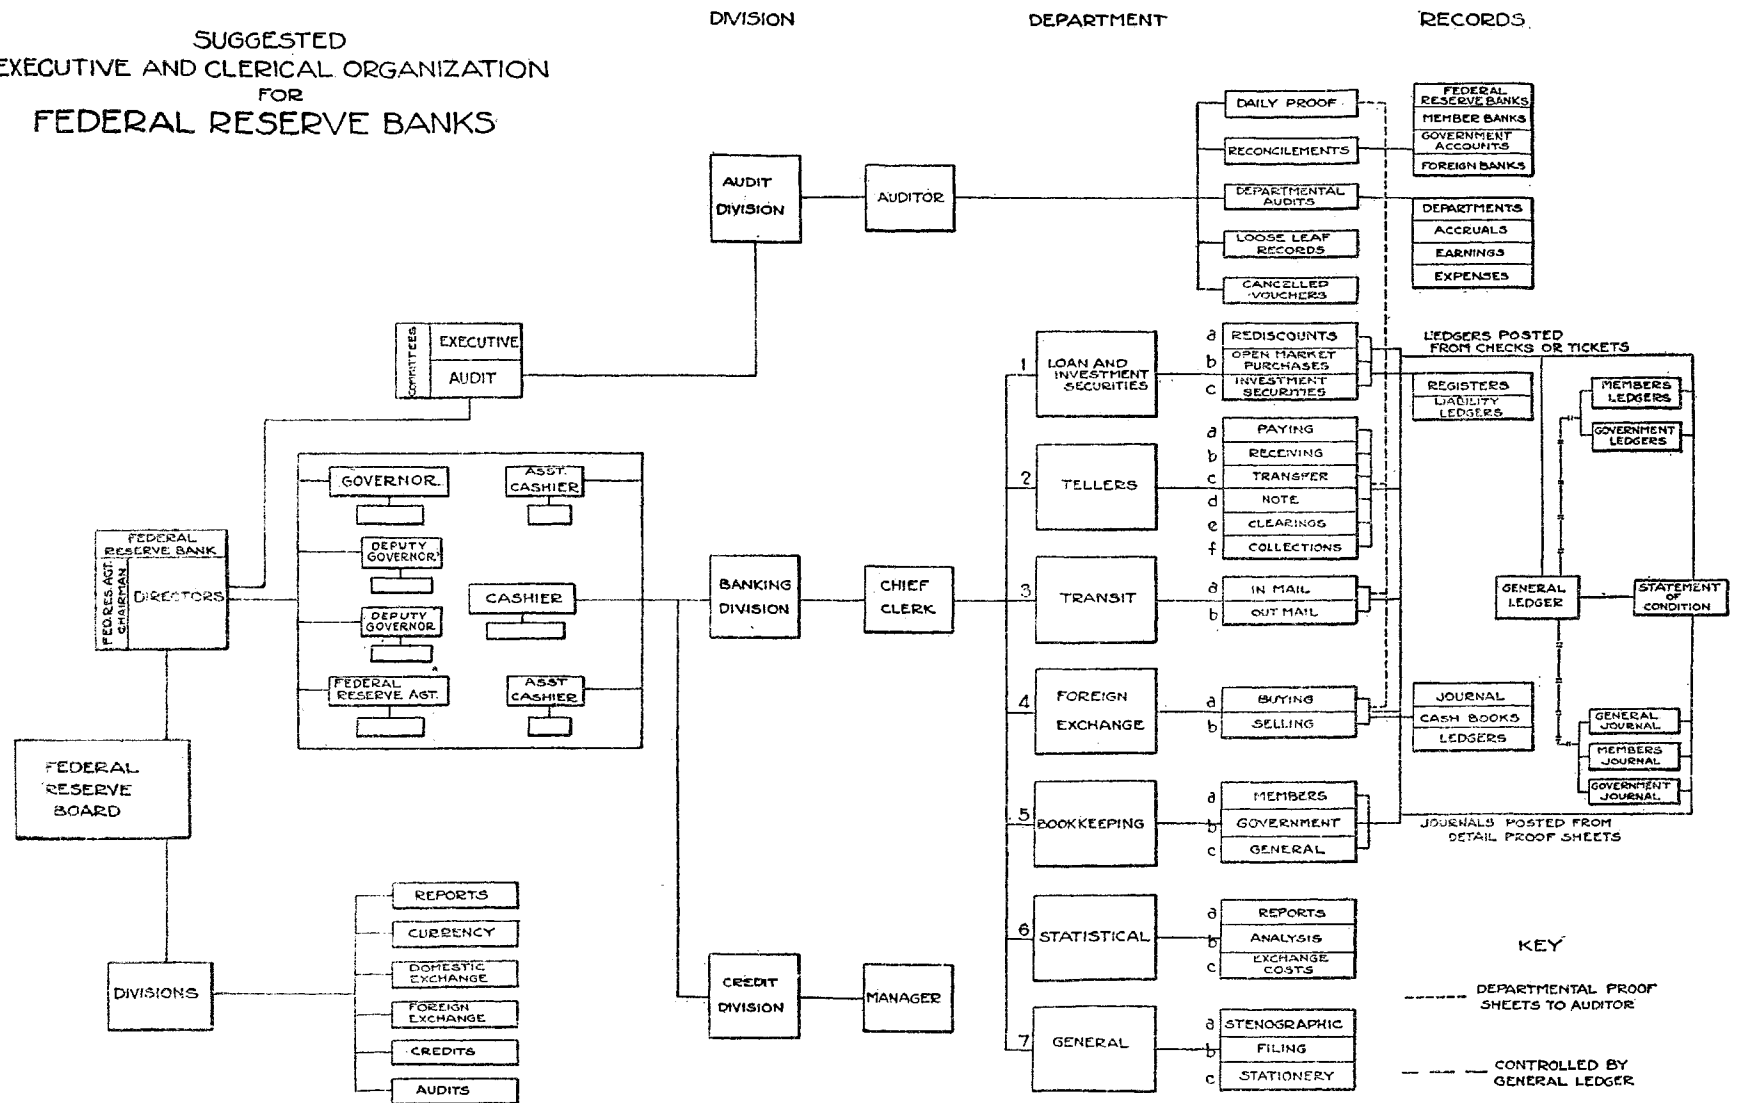 SUGGESTED
EXECUTIVE AND CLERICAL ORGANIZATION
FOR
FEDERAL RESERVE BANKS
DIVISION
DEPARTMENT
RECORDS
AUDIT
DIVISION
AUDITOR
DAILY PROOF
RECONCILEMENTS
DEPARTMENTAL
AUDITS
LOOSE LEAF
RECORDS
CANCELLED
VOUCHERS
FEDERAL
RESERVE BANKS
MEMBER BANKS
GOVERNMENT
ACCOUNTS
FOREIGN BANKS
DEPARTMENTS
ACCRUALS
EARNINGS
EXPENSES
COMMITTEES
EXECUTIVE
AUDIT
FEDERAL
RESERVE BANK
FED. RES. AGT.
CHAIRMAN
DIRECTORS
GOVERNOR
DEPUTY
GOVERNOR
DEPUTY
GOVERNOR
FEDERAL
RESERVE AGT.
ASST.
CASHIER
CASHIER
ASST
CASHIER
FEDERAL
RESERVE
BOARD
DIVISIONS
REPORTS
CURRENCY
DOMESTIC
EXCHANGE
FOREIGN
EXCHANGE
CREDITS
AUDITS
BANKING
DIVISION
CHIEF
CLERK
CREDIT
DIVISION
MANAGER
1
LOAN AND
INVESTMENT
SECURITIES
a REDISCOUNTS
b OPEN MARKET
PURCHASES
c INVESTMENT
SECURITIES
2
TELLERS
a PAYING
b RECEIVING
c TRANSFER
d NOTE
e CLEARINGS
f COLLECTIONS
3
TRANSIT
a IN MAIL
b OUT MAIL
4
FOREIGN
EXCHANGE
a BUYING
b SELLING
5
BOOKKEEPING
a MEMBERS
b GOVERNMENT
c GENERAL
6
STATISTICAL
a REPORTS
b ANALYSIS
c EXCHANGE
COSTS
7
GENERAL
a STENOGRAPHIC
b FILING
c STATIONERY
LEDGERS POSTED
FROM CHECKS OR TICKETS
REGISTERS
LIABILITY
LEDGERS
MEMBERS
LEDGERS
GOVERNMENT
LEDGERS
GENERAL
LEDGER
STATEMENT
OF
CONDITION
JOURNAL
CASH BOOKS
LEDGERS
GENERAL
JOURNAL
MEMBERS
JOURNAL
GOVERNMENT
JOURNAL
JOURNALS POSTED FROM
DETAIL PROOF SHEETS
KEY
DEPARTMENTAL PROOF
SHEETS TO AUDITOR
CONTROLLED BY
GENERAL LEDGER